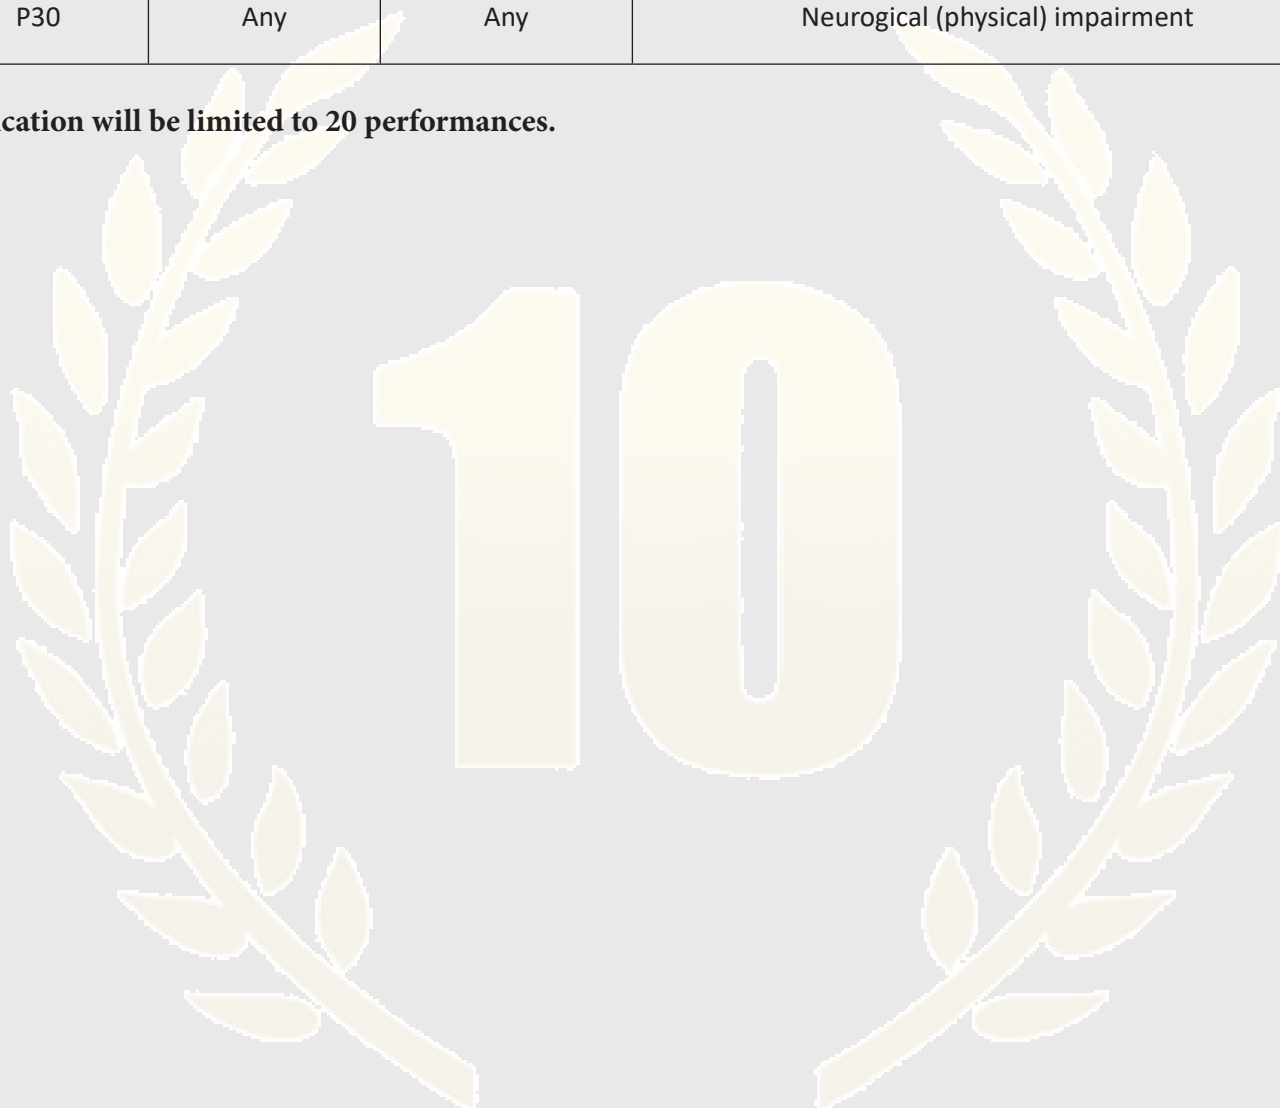 P30 Any Any Neurogical (physical) impairment
cation will be limited to 20 performances.
10